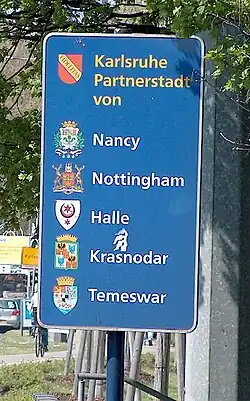 Karlsruhe
Partnerstadt
von
Nancy
Nottingham
Halle
Krasnodar
Temeswar